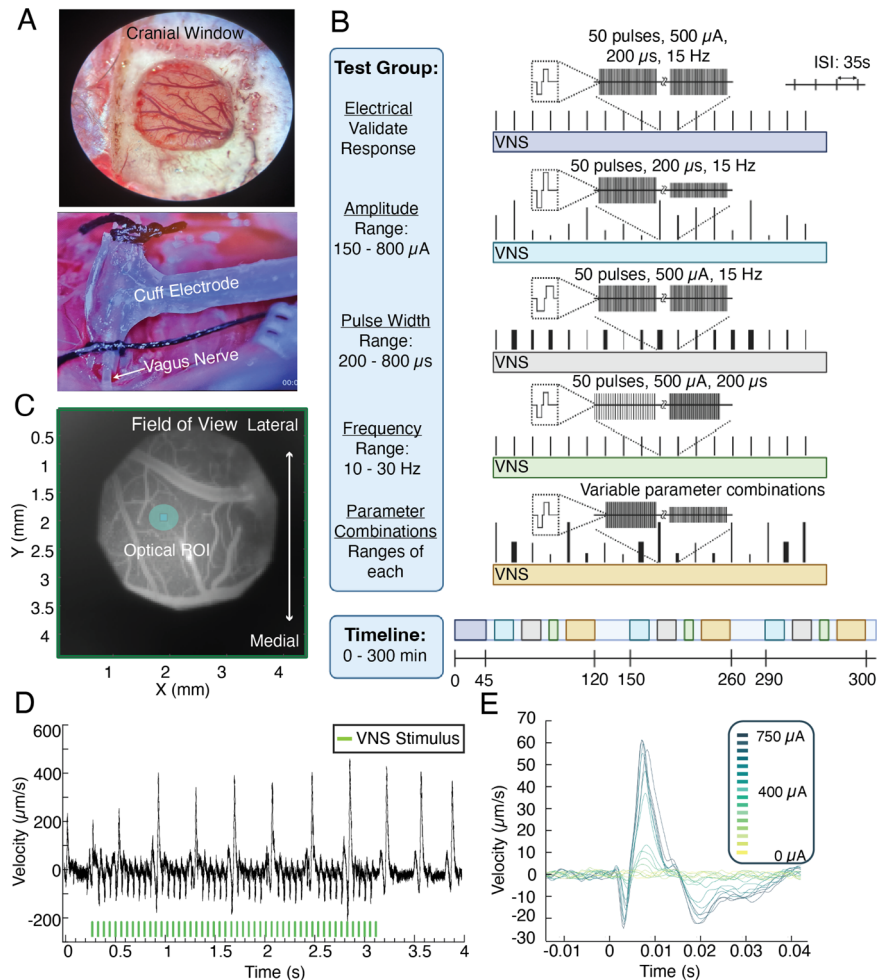 A
Cranial Window
Cuff Electrode
Vagus Nerve
00:0
B
Test Group:
Electrical
Validate
Response
Amplitude
Range:
150 - 800 µA
Pulse Width
Range:
200 - 800 µs
Frequency
Range:
10 - 30 Hz
Parameter
Combinations
Ranges of
each
50 pulses, 500 µA,
200 µs, 15 Hz
ISI: 35s
VNS
50 pulses, 200 µs, 15 Hz
VNS
50 pulses, 500 µA, 15 Hz
VNS
50 pulses, 500 µA, 200 µs
VNS
Variable parameter combinations
VNS
Timeline:
0 - 300 min
0 45 120 150 260 290 300
C
Field of View
Lateral
Optical ROI
Medial
Y (mm)
0.5
1
1.5
2
2.5
3
3.5
4
1 2 3 4
X (mm)
D
VNS Stimulus
Velocity (µm/s)
600
400
200
0
-200
0 0.5 1 1.5 2 2.5 3 3.5 4
Time (s)
E
750 µA
400 µA
0 µA
Velocity (µm/s)
70
60
50
40
30
20
10
0
-10
-20
-30
-0.01 0 0.01 0.02 0.03 0.04
Time (s)